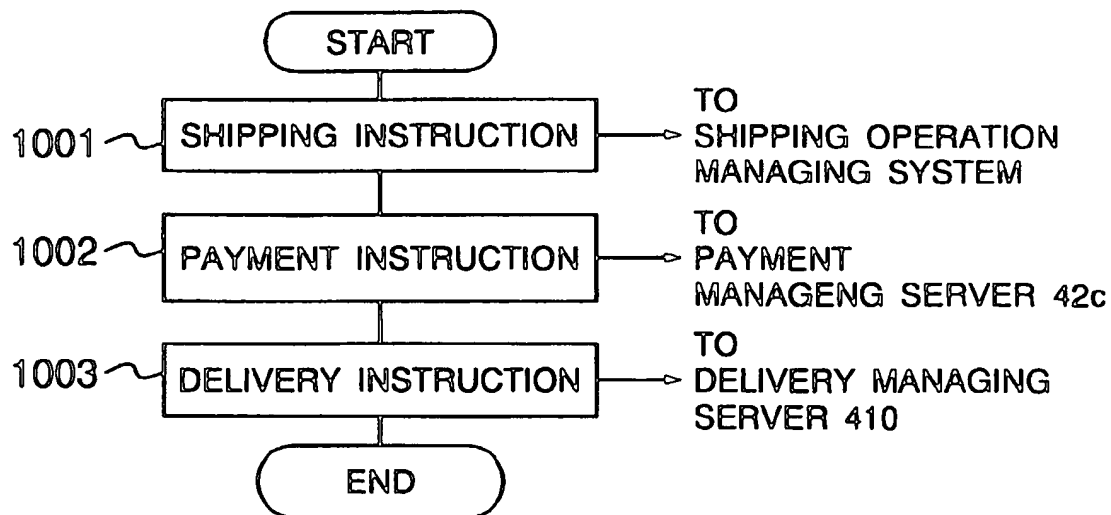 START
1001
SHIPPING INSTRUCTION
TO
SHIPPING OPERATION
MANAGING SYSTEM
1002
PAYMENT INSTRUCTION
TO
PAYMENT
MANAGENG SERVER 42c
1003
DELIVERY INSTRUCTION
TO
DELIVERY MANAGING
SERVER 410
END